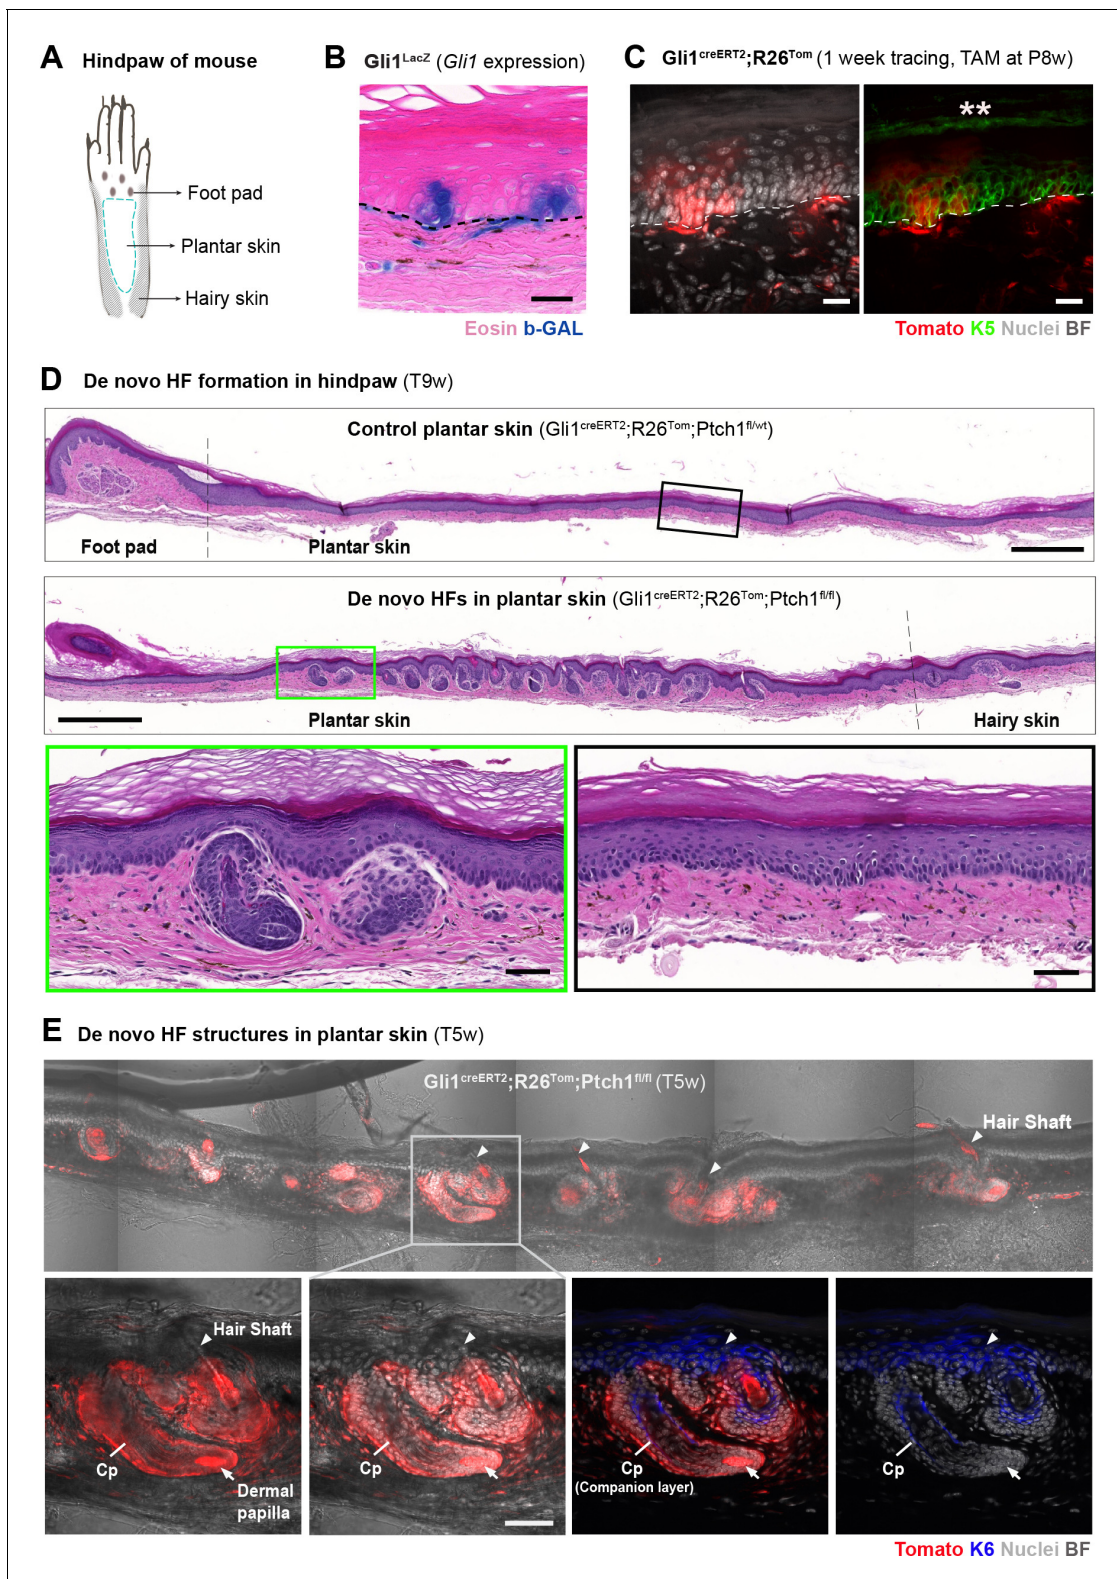 A Hindpaw of mouse
Foot pad
Plantar skin
Hairy skin
B Gli1LacZ (Gli1 expression)
Eosin b-GAL
C Gli1creERT2;R26Tom (1 week tracing, TAM at P8w)
**
Tomato K5 Nuclei BF
D De novo HF formation in hindpaw (T9w)
Control plantar skin (Gli1creERT2;R26Tom;Ptch1fl/wt)
Foot pad
Plantar skin
De novo HFs in plantar skin (Gli1creERT2;R26Tom;Ptch1fl/fl)
Plantar skin
Hairy skin
E De novo HF structures in plantar skin (T5w)
Gli1creERT2;R26Tom;Ptch1fl/fl (T5w)
Hair Shaft
Hair Shaft
Cp
Dermal
papilla
Cp
Cp
(Companion layer)
Cp
Tomato K6 Nuclei BF